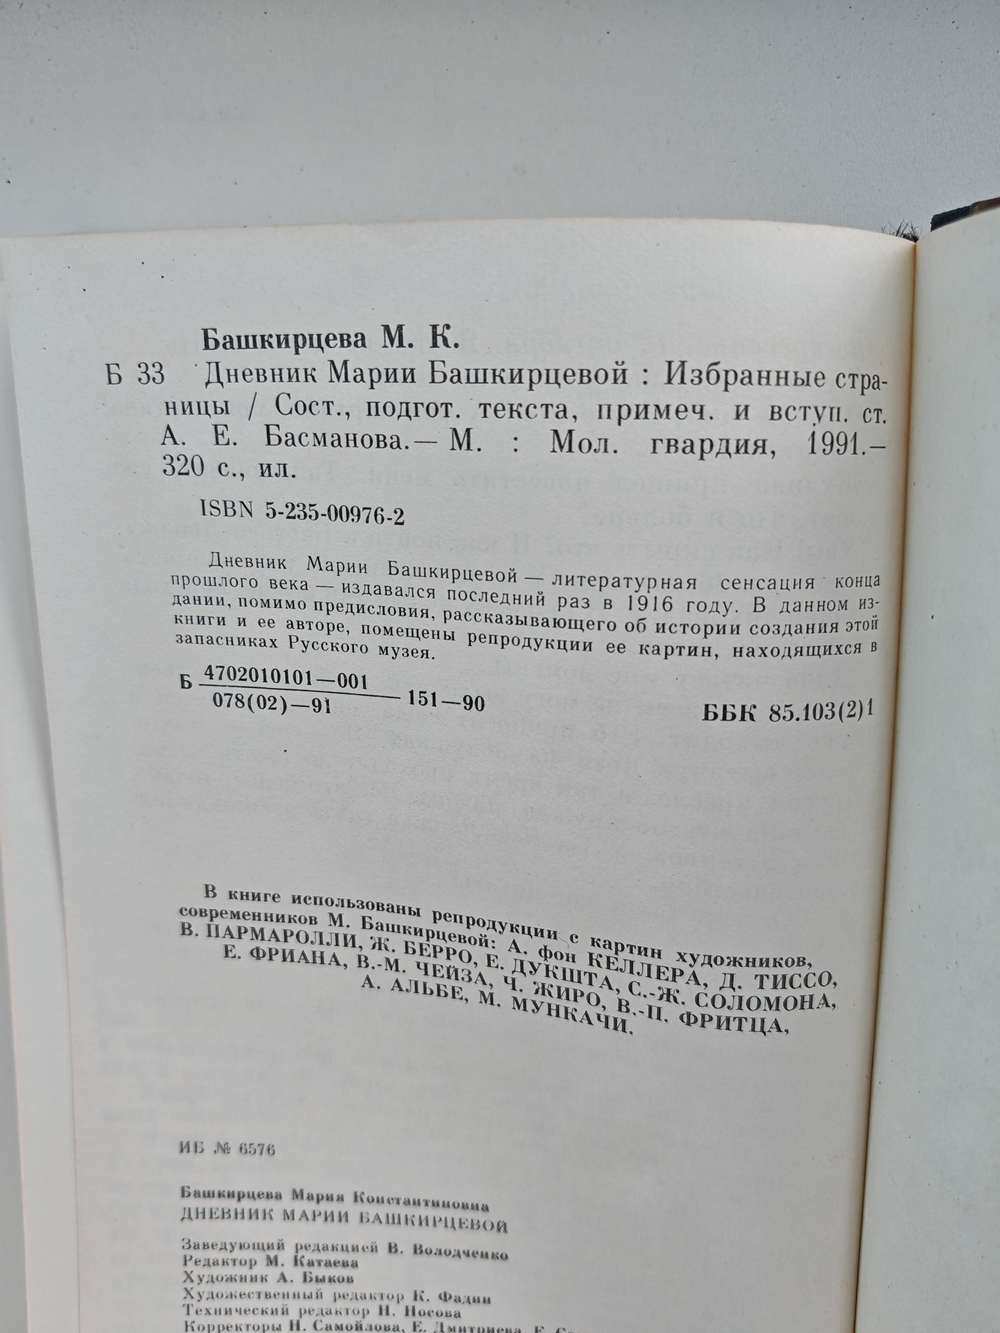 Башкирцева М. К.
Б 33 Дневник Марии Башкирцевой : Избранные стра-
ницы / Сост., подгот. текста, примеч. и вступ. ст.
А. Е. Басманова.— М. : Мол. гвардия, 1991.—
320 с., ил.
ISBN 5-235-00976-2
Дневник Марии Башкирцевой — литературная сенсация конца
прошлого века — издавался последний раз в 1916 году. В данном из-
дании, помимо предисловия, рассказывающего об истории создания этой
книги и ее авторе, помещены репродукции ее картин, находящихся в
запасниках Русского музея.
Б 4702010101—001
078(02)—91 151—90
ББК 85.103(2)1
В книге использованы репродукции с картин художников,
современников М. Башкирцевой: А. фон КЕЛЛЕРА, Д. ТИССО,
В. ПАРМАРОЛЛИ, Ж. БЕРРО, Е. ДУКШТА, С.-Ж. СОЛОМОНА,
Е. ФРИАНА, В.-М. ЧЕЙЗА, Ч. ЖИРО, В.-П. ФРИТЦА,
А. АЛЬБЕ, М. МУНКАЧИ.
ИБ № 6576
Башкирцева Мария Константиновна
ДНЕВНИК МАРИИ БАШКИРЦЕВОЙ
Заведующий редакцией В. Володченко
Редактор М. Катаева
Художник А. Быков
Художественный редактор К. Фадин
Технический редактор Н. Носова
Корректоры Н. Самойлова, Е. Дмитриева, Е.